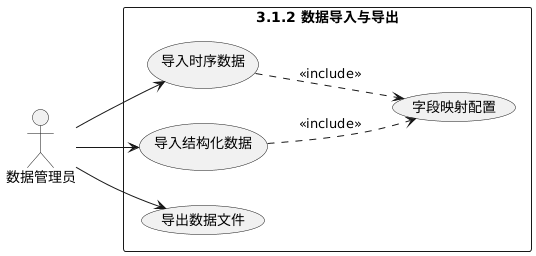 3.1.2 数据导入与导出
导入时序数据
«include»
字段映射配置
«include»
导入结构化数据
数据管理员
导出数据文件